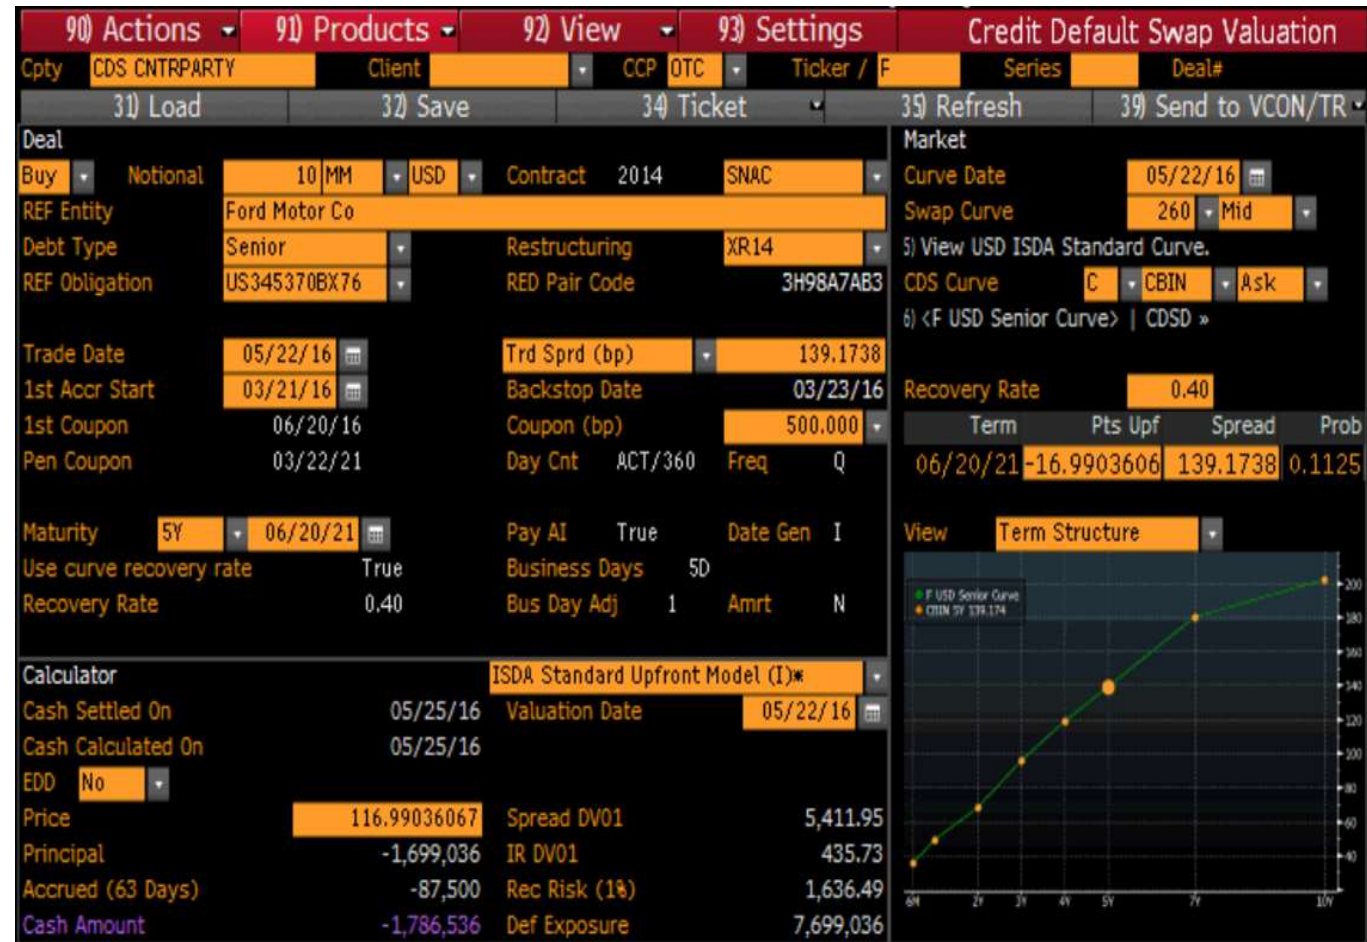 90) Actions 91) Products 92) View 93) Settings Credit Default Swap Valuation
Cpty CDS CNTRPARTY Client CCP OTC Ticker / F Series Deal#
31) Load 32) Save 34) Ticket 35) Refresh 39) Send to VCON/TR
Deal
Buy Notional 10 MM USD Contract 2014 SNAC
REF Entity Ford Motor Co
Debt Type Senior Restructuring XR14
REF Obligation US345370BX76 RED Pair Code 3H98A7AB3
Trade Date 05/22/16 Trd Sprd (bp) 139.1738
1st Accr Start 03/21/16 Backstop Date 03/23/16
1st Coupon 06/20/16 Coupon (bp) 500.000
Pen Coupon 03/22/21 Day Cnt ACT/360 Freq Q
Maturity 5Y 06/20/21 Pay AI True Date Gen I
Use curve recovery rate True Business Days 5D
Recovery Rate 0.40 Bus Day Adj 1 Amrt N
Market
Curve Date 05/22/16
Swap Curve 260 Mid
5) View USD ISDA Standard Curve.
CDS Curve C CBIN Ask
6) <F USD Senior Curve> | CDSD »
Recovery Rate 0.40
Term Pts Upf Spread Prob
06/20/21 -16.9903606 139.1738 0.1125
View Term Structure
F USD Senior Curve
CBIN 5Y 139.174
200
180
160
140
120
100
80
60
40
6M 2Y 3Y 4Y 5Y 7Y 10Y
Calculator ISDA Standard Upfront Model (I)*
Cash Settled On 05/25/16 Valuation Date 05/22/16
Cash Calculated On 05/25/16
EDD No
Price 116.99036067 Spread DV01 5,411.95
Principal -1,699,036 IR DV01 435.73
Accrued (63 Days) -87,500 Rec Risk (1%) 1,636.49
Cash Amount -1,786,536 Def Exposure 7,699,036